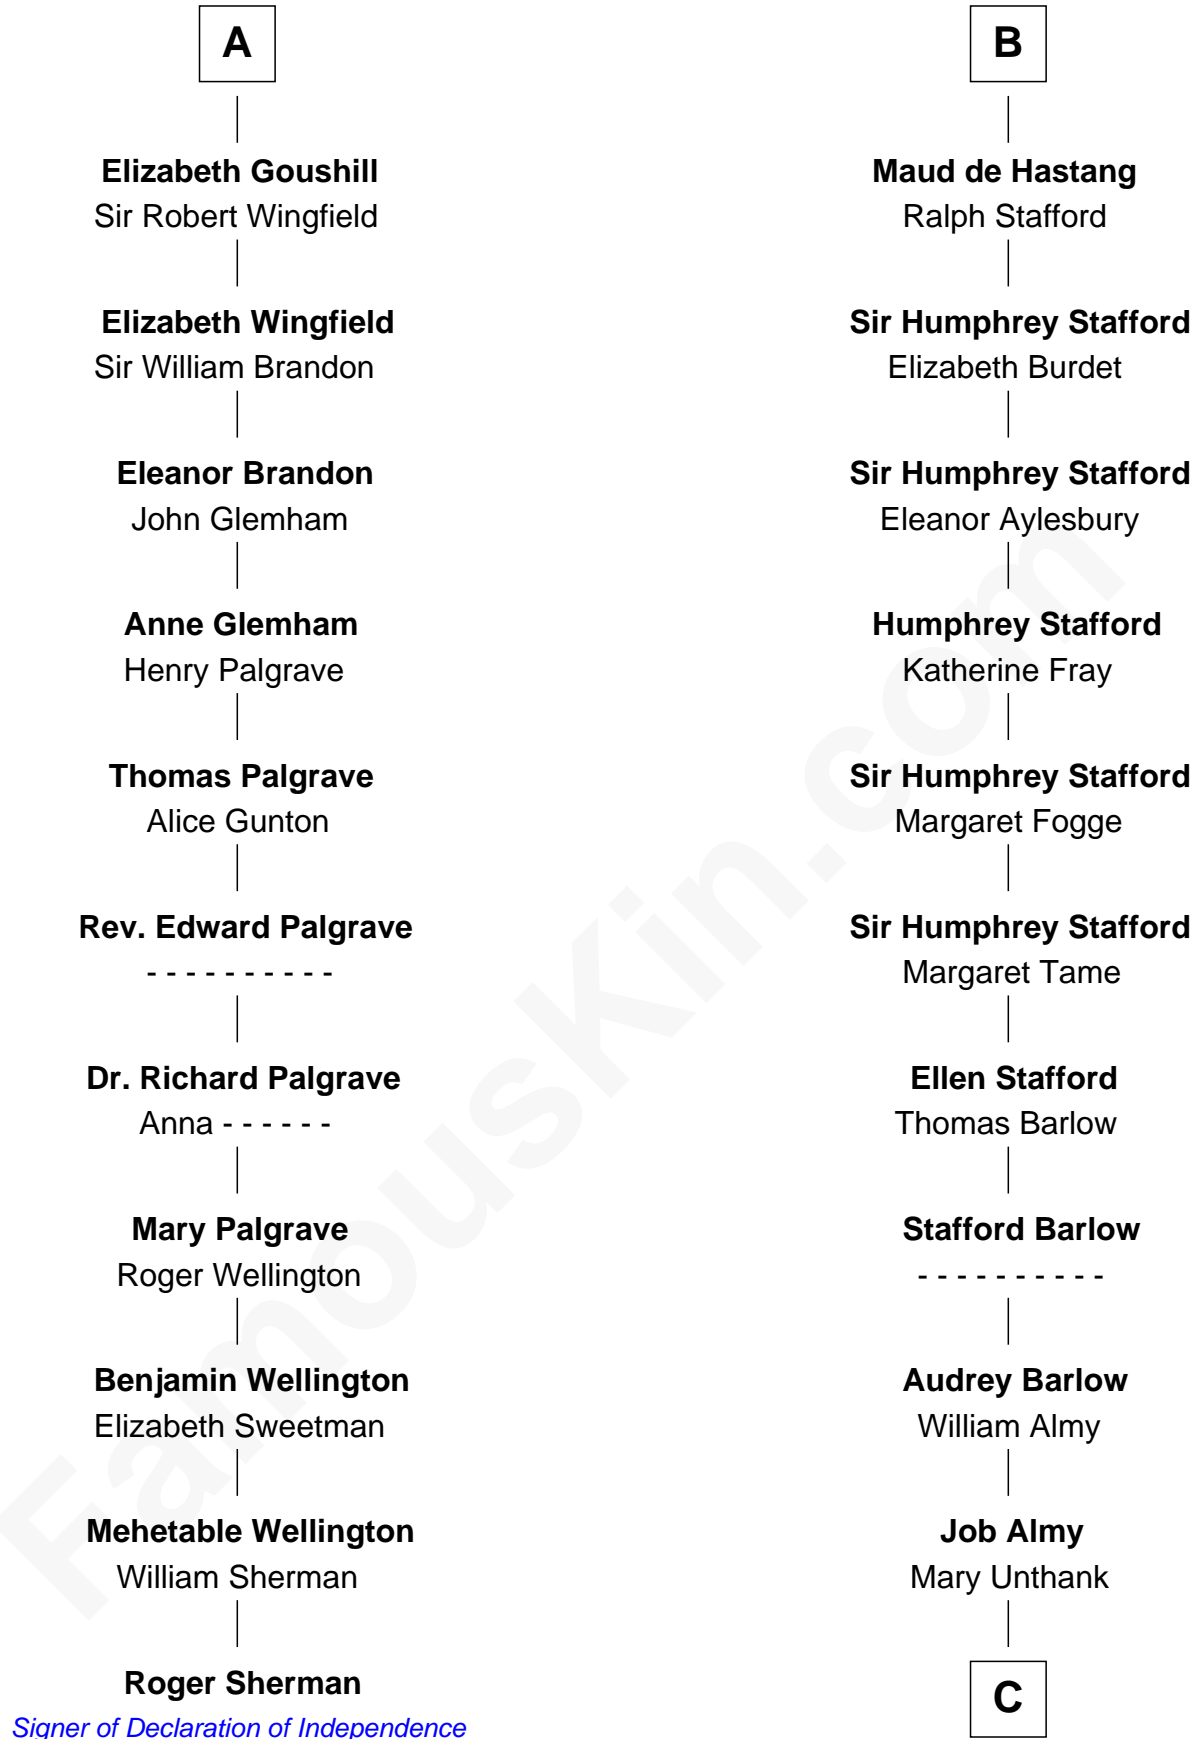 A
Elizabeth Goushill
Sir Robert Wingfield
Elizabeth Wingfield
Sir William Brandon
Eleanor Brandon
John Glemham
Anne Glemham
Henry Palgrave
Thomas Palgrave
Alice Gunton
Rev. Edward Palgrave
- - - - - - - - - -
Dr. Richard Palgrave
Anna - - - - - -
Mary Palgrave
Roger Wellington
Benjamin Wellington
Elizabeth Sweetman
Mehetable Wellington
William Sherman
Roger Sherman
Signer of Declaration of Independence
B
Maud de Hastang
Ralph Stafford
Sir Humphrey Stafford
Elizabeth Burdet
Sir Humphrey Stafford
Eleanor Aylesbury
Humphrey Stafford
Katherine Fray
Sir Humphrey Stafford
Margaret Fogge
Sir Humphrey Stafford
Margaret Tame
Ellen Stafford
Thomas Barlow
Stafford Barlow
- - - - - - - - - -
Audrey Barlow
William Almy
Job Almy
Mary Unthank
C
FamousKin.com